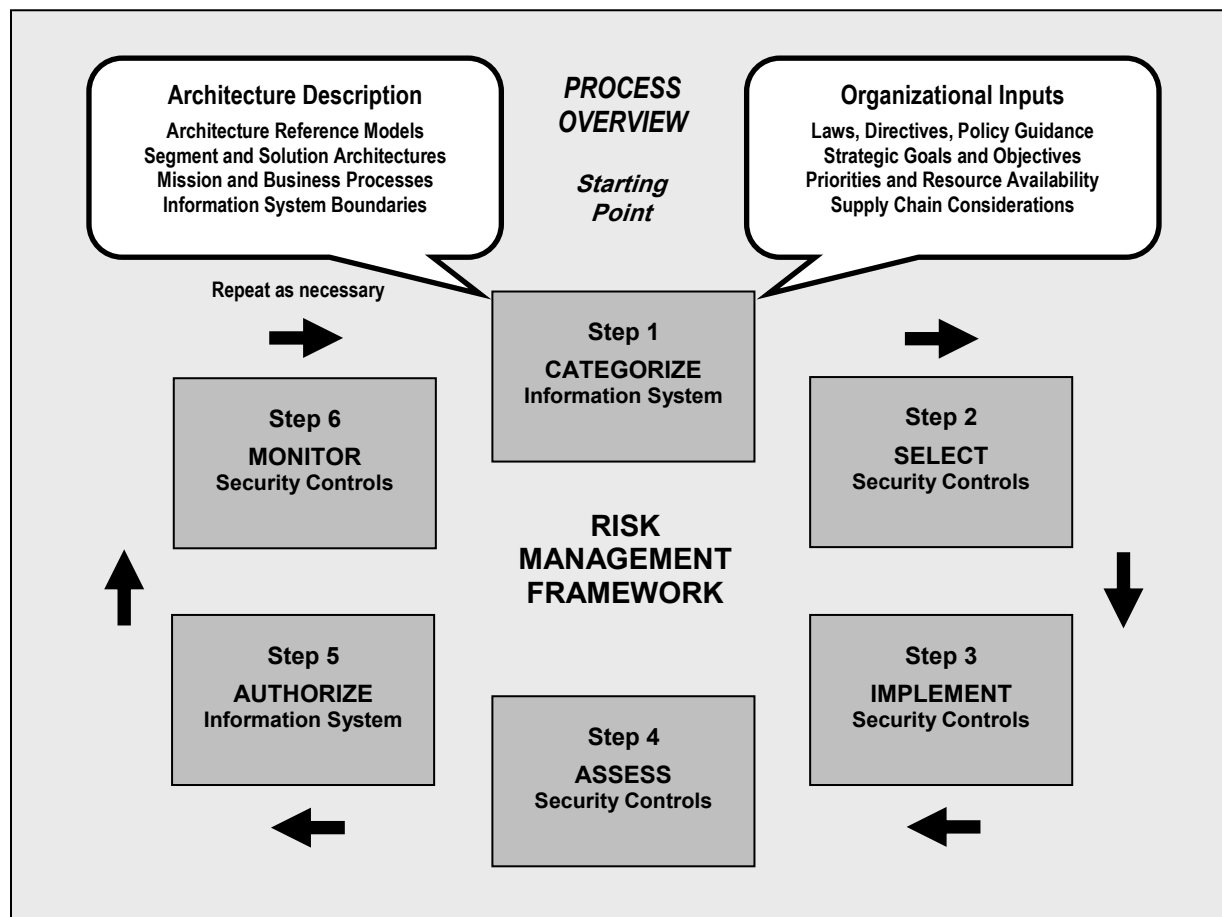 Architecture Description
Architecture Reference Models
Segment and Solution Architectures
Mission and Business Processes
Information System Boundaries
PROCESS
OVERVIEW
Starting
Point
Organizational Inputs
Laws, Directives, Policy Guidance
Strategic Goals and Objectives
Priorities and Resource Availability
Supply Chain Considerations
Repeat as necessary
Step 1
CATEGORIZE
Information System
Step 2
SELECT
Security Controls
Step 3
IMPLEMENT
Security Controls
Step 4
ASSESS
Security Controls
Step 5
AUTHORIZE
Information System
Step 6
MONITOR
Security Controls
RISK
MANAGEMENT
FRAMEWORK